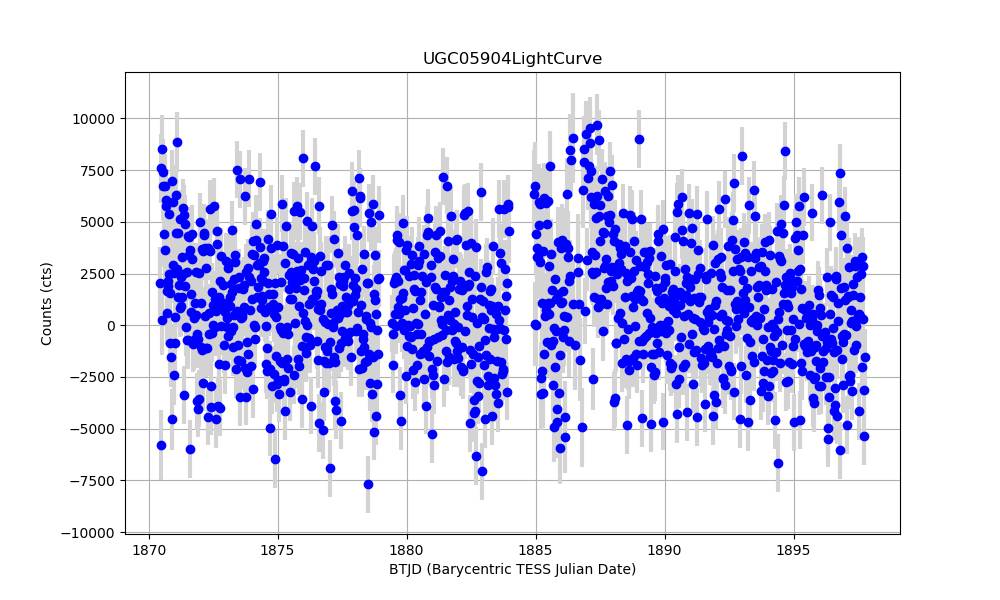 UGC05904LightCurve
Counts (cts)
10000
7500
5000
2500
0
−2500
−5000
−7500
−10000
1870 1875 1880 1885 1890 1895
BTJD (Barycentric TESS Julian Date)